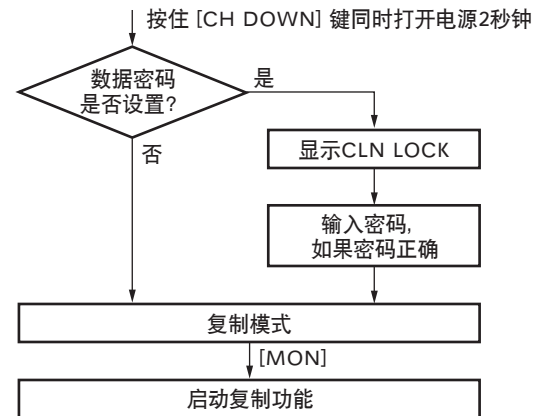 按住 [CH DOWN] 键同时打开电源2秒钟
数据密码
是否设置?
是
否
显示CLN LOCK
输入密码,
如果密码正确
复制模式
[MON]
启动复制功能